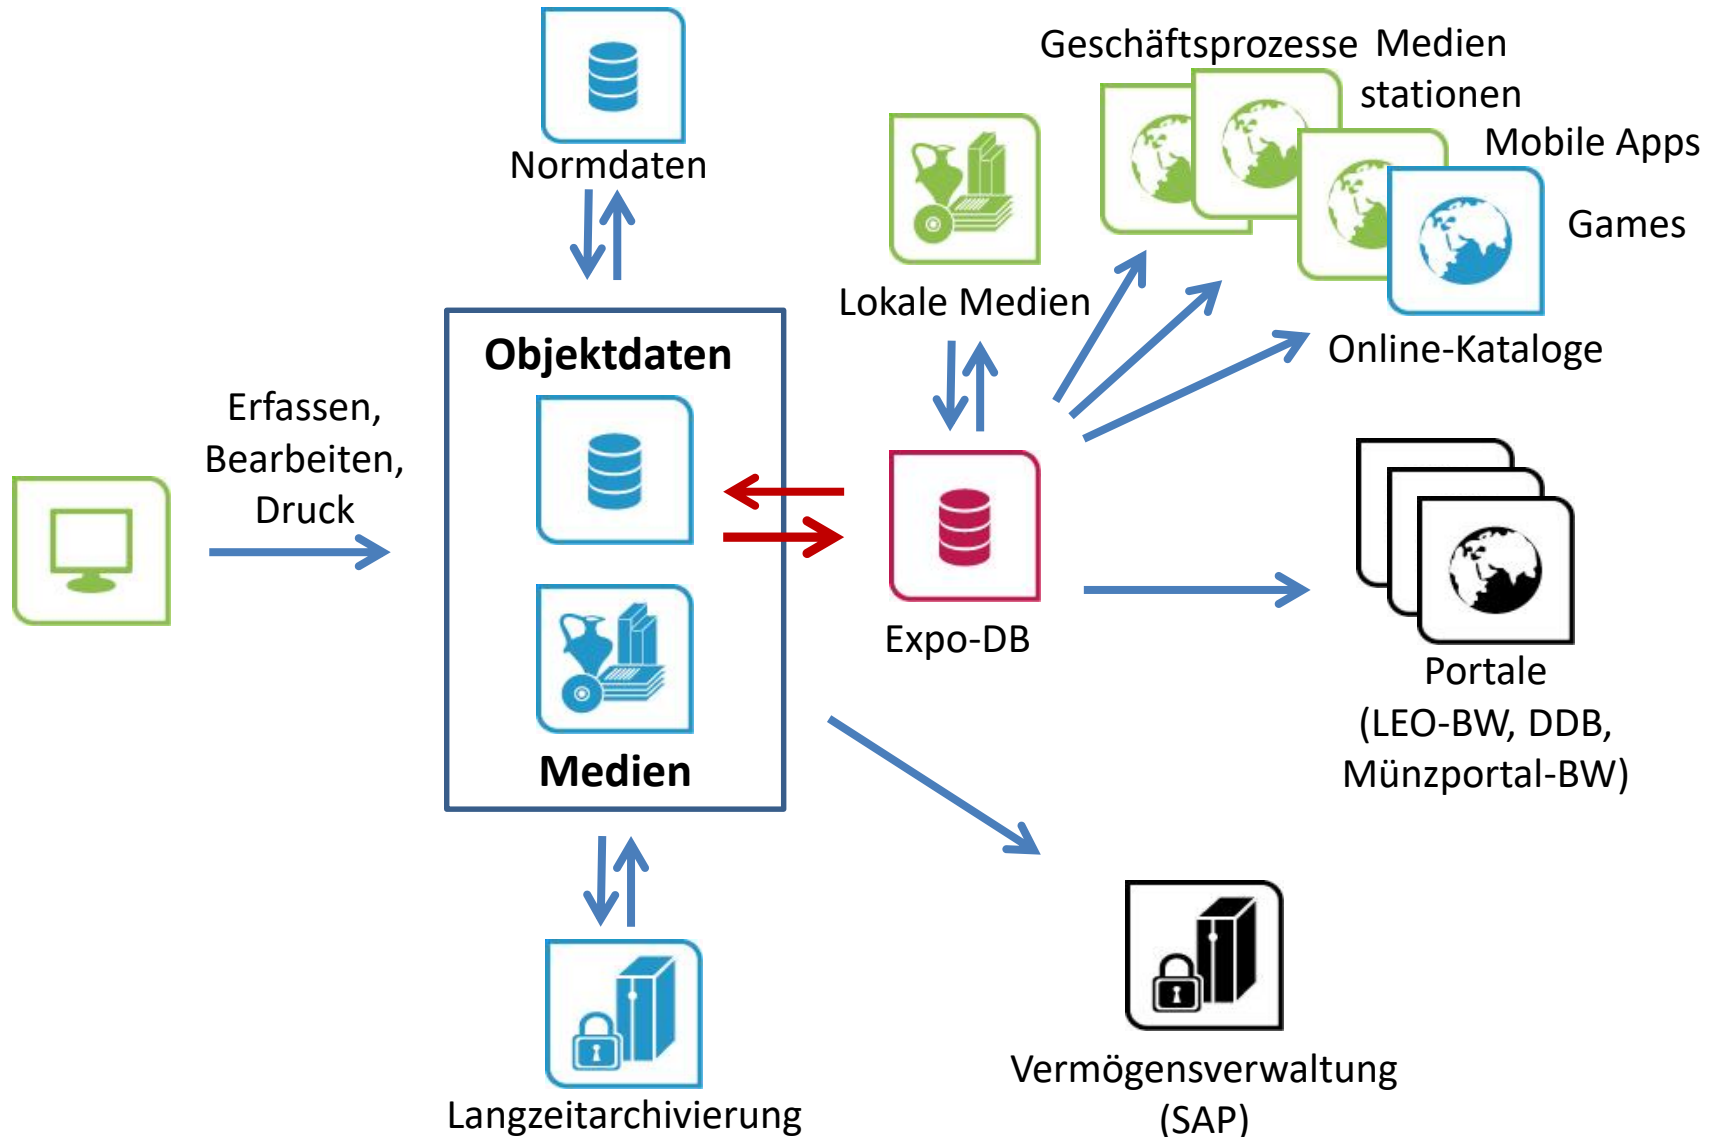 Geschäftsprozesse
Medien
stationen
Mobile Apps
Games
Online-Kataloge
Normdaten
Lokale Medien
Objektdaten
Erfassen,
Bearbeiten,
Druck
Expo-DB
Medien
Portale
(LEO-BW, DDB,
Münzportal-BW)
Langzeitarchivierung
Vermögensverwaltung
(SAP)